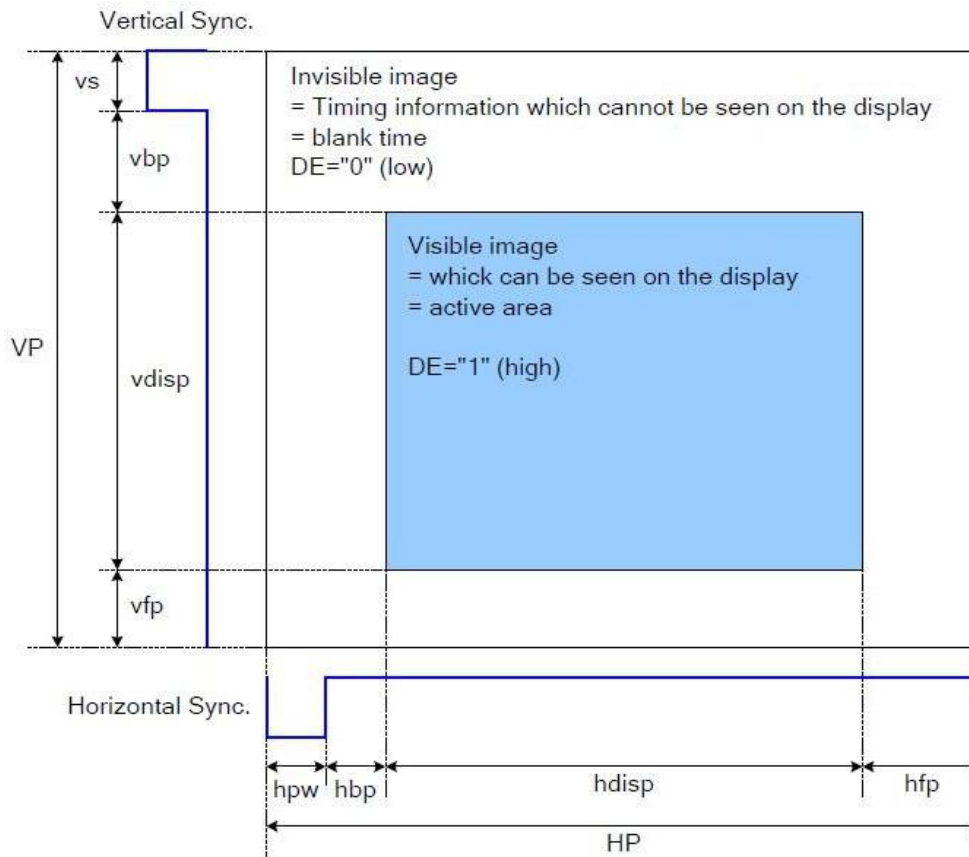 Vertical Sync.
vs
Invisible image
= Timing information which cannot be seen on the display
= blank time
DE="0" (low)
vbp
Visible image
= whick can be seen on the display
= active area
DE="1" (high)
VP
vdisp
vfp
Horizontal Sync.
hpw
hbp
hdisp
hfp
HP